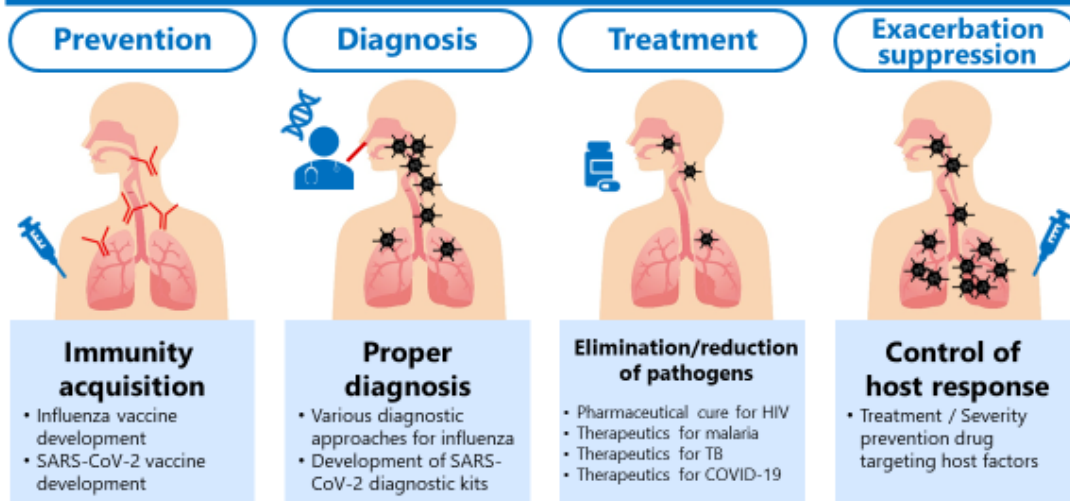 Prevention
Diagnosis
Treatment
Exacerbation
suppression
Immunity
acquisition
• Influenza vaccine
development
• SARS-CoV-2 vaccine
development
Proper
diagnosis
• Various diagnostic
approaches for influenza
• Development of SARS-
CoV-2 diagnostic kits
Elimination/reduction
of pathogens
• Pharmaceutical cure for HIV
• Therapeutics for malaria
• Therapeutics for TB
• Therapeutics for COVID-19
Control of
host response
• Treatment / Severity
prevention drug
targeting host factors